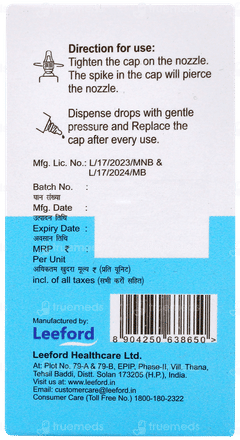 Direction for use:
Tighten the cap on the nozzle.
The spike in the cap will pierce
the nozzle.
Dispense drops with gentle
pressure and Replace the
cap after every use.
Mfg. Lic. No.: L/17/2023/MNB &
L/17/2024/MB
Batch No. :
यान संख्या
Mfg. Date :
उत्पादन तिथि
Expiry Date :
अवसान तिथि
MRP ₹ :
Per Unit
अधिकतम खुदरा मूल्य ₹ (प्रति यूनिट)
incl. of all taxes (सभी करों सहित)
Manufactured by:
Leeford
Leeford Healthcare Ltd.
At: Plot No. 79-A & 79-B, EPIP, Phase-II, Vill. Thana,
Tehsil Baddi, Distt. Solan 173205 (H.P.), India.
Visit us at: www.leeford.in
Email: customercare@leeford.in
Consumer Care (Toll Free No.) 1800-180-2322
8 904250 638650 >
truemeds